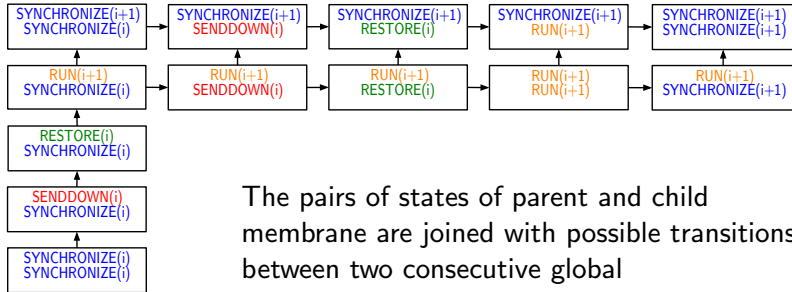 SYNCHRONIZE(i+1) SYNCHRONIZE(i+1) SYNCHRONIZE(i+1) SYNCHRONIZE(i+1) SYNCHRONIZE(i+1)
SYNCHRONIZE(i) SENDDOWN(i) RESTORE(i) RUN(i+1) SYNCHRONIZE(i+1)
RUN(i+1) RUN(i+1) RUN(i+1) RUN(i+1) RUN(i+1)
SYNCHRONIZE(i) SENDDOWN(i) RESTORE(i) RUN(i+1) SYNCHRONIZE(i+1)
RESTORE(i)
SYNCHRONIZE(i)
SENDDOWN(i)
SYNCHRONIZE(i)
SYNCHRONIZE(i)
SYNCHRONIZE(i)
The pairs of states of parent and child
membrane are joined with possible transitions
between two consecutive global